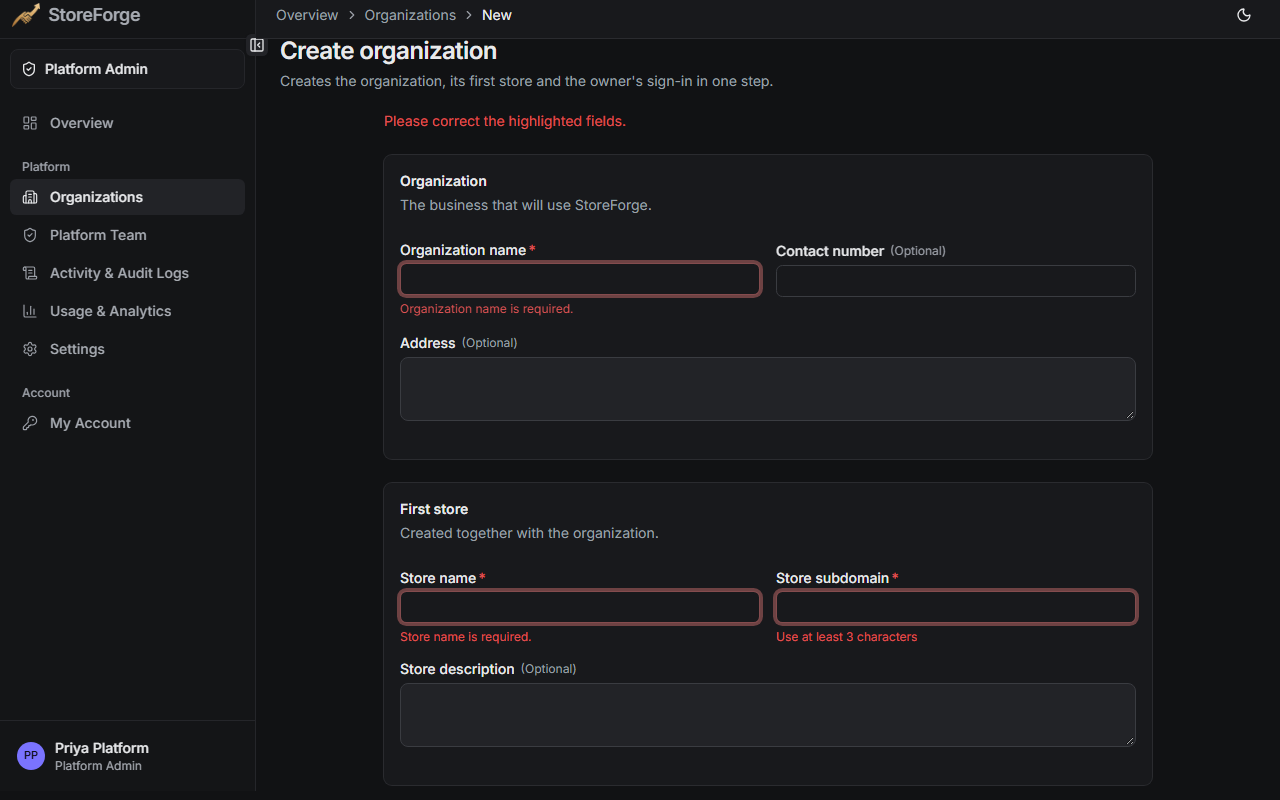 StoreForge
Overview > Organizations > New
Platform Admin
Overview
Platform
Organizations
Platform Team
Activity & Audit Logs
Usage & Analytics
Settings
Account
My Account
PP
Priya Platform
Platform Admin
Create organization
Creates the organization, its first store and the owner's sign-in in one step.
Please correct the highlighted fields.
Organization
The business that will use StoreForge.
Organization name *
Contact number (Optional)
Organization name is required.
Address (Optional)
First store
Created together with the organization.
Store name *
Store subdomain *
Store name is required.
Use at least 3 characters
Store description (Optional)